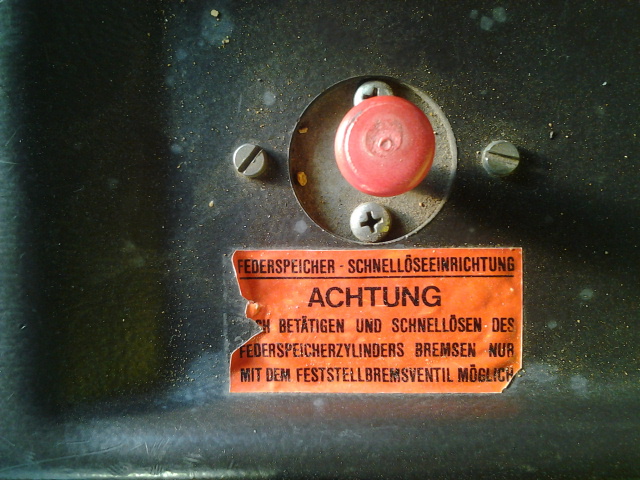 FEDERSPEICHER - SCHNELLÖSEEINRICHTUNG
ACHTUNG
BETÄTIGEN UND SCHNELLÖSEN DES
FEDERSPEICHERZYLINDERS BREMSEN NUR
MIT DEM FESTSTELLBREMSVENTIL MÖGLICH